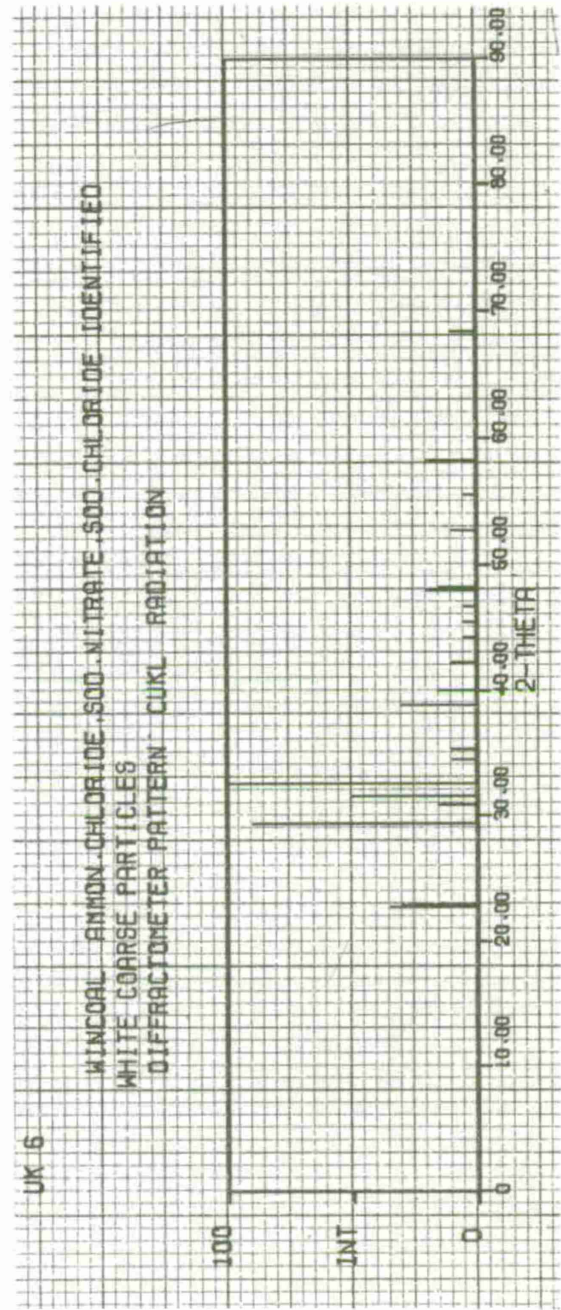 UK 6
WINCOAL AMMON.CHLORIDE,SOD.NITRATE,SOD.CHLORIDE IDENTIFIED
WHITE COARSE PARTICLES
DIFFRACTOMETER PATTERN CUKL RADIATION
100
INT
0
0 10.00 20.00 30.00 40.00 50.00 60.00 70.00 80.00 90.00
2-THETA